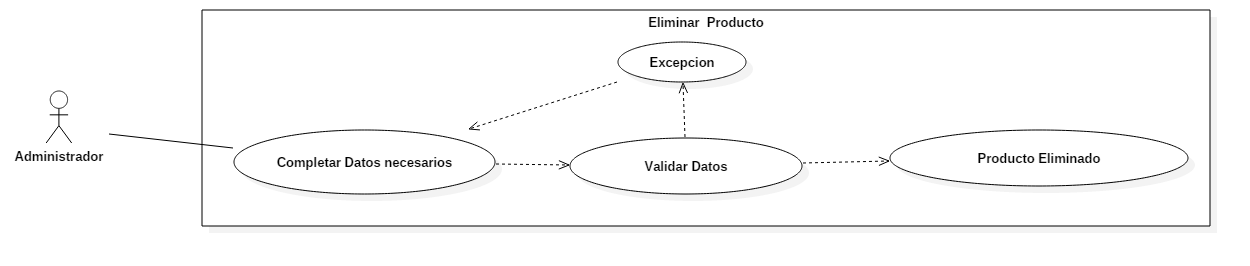 Eliminar  Producto
Excepcion
Administrador
Completar Datos necesarios
Validar Datos
Producto Eliminado